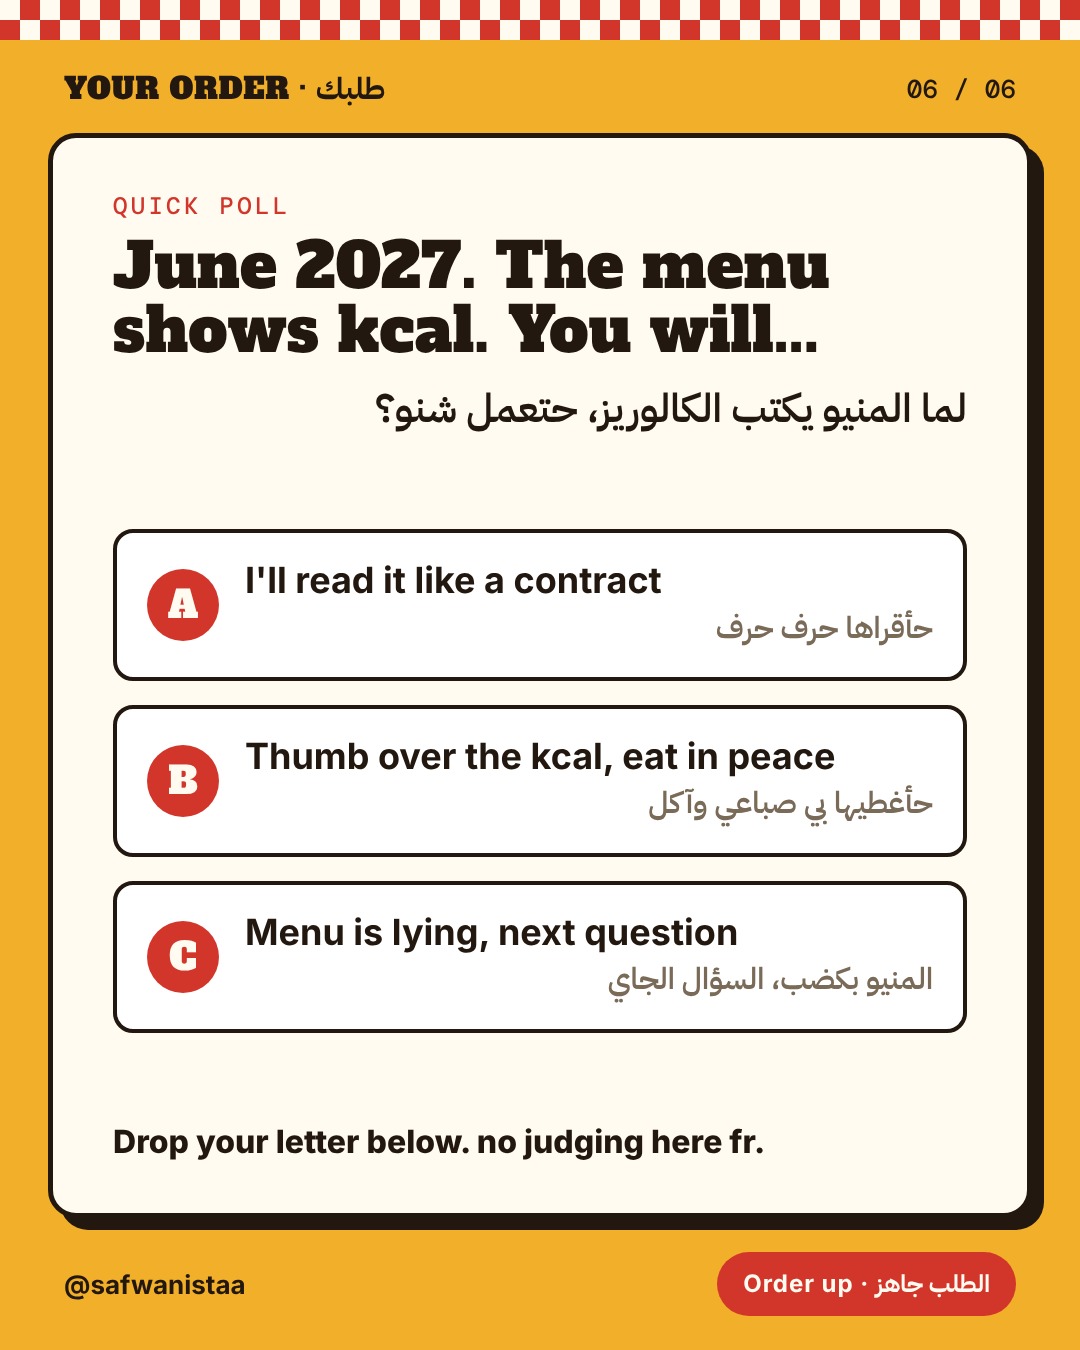 YOUR ORDER · طلبك
06 / 06
QUICK POLL
June 2027. The menu
shows kcal. You will...
لما المنيو يكتب الكالوريز، حتعمل شنو؟
A
I'll read it like a contract
حأقراها حرف حرف
B
Thumb over the kcal, eat in peace
حأغطيها بي صباعي وآكل
C
Menu is lying, next question
المنيو بكضب، السؤال الجاي
Drop your letter below. no judging here fr.
@safwanistaa
Order up · الطلب جاهز